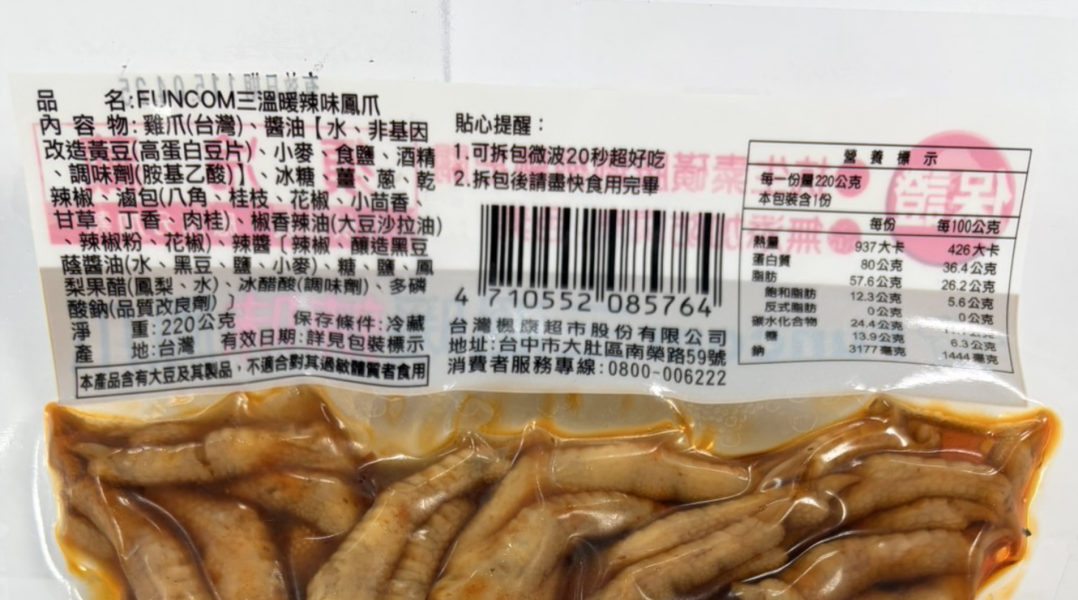 品　　名:FUNCOM三溫暖辣味鳳爪
內 容 物: 雞爪(台灣)、醬油【水、非基因
改造黃豆(高蛋白豆片)、小麥、食鹽、酒精
、調味劑(胺基乙酸)】、冰糖、薑、蔥、乾
辣椒、滷包(八角、桂枝、花椒、小茴香、
甘草、丁香、肉桂)、椒香辣油(大豆沙拉油
、辣椒粉、花椒)、辣醬〔辣椒、釀造黑豆
蔭醬油(水、黑豆、鹽、小麥)、糖、鹽、鳳
梨果醋(鳳梨、水)、冰醋酸(調味劑)、多磷
酸鈉(品質改良劑)〕
淨　　重:220公克　　保存條件:冷藏
產　　地:台灣　有效日期:詳見包裝標示
本產品含有大豆及其製品，不適合對其過敏體質者食用
貼心提醒：
1.可拆包微波20秒超好吃
2.拆包後請盡快食用完畢
4 710552 085764
台灣楓康超市股份有限公司
地址:台中市大肚區南榮路59號
消費者服務專線:0800-006222
營養標示
每一份量220公克
本包裝含1份
每份 每100公克
熱量 937大卡 426大卡
蛋白質 80公克 36.4公克
脂肪 57.6公克 26.2公克
飽和脂肪 12.3公克 5.6公克
反式脂肪 0公克 0公克
碳水化合物 24.4公克
糖 13.9公克 6.3公克
鈉 3177毫克 1444毫克
保證